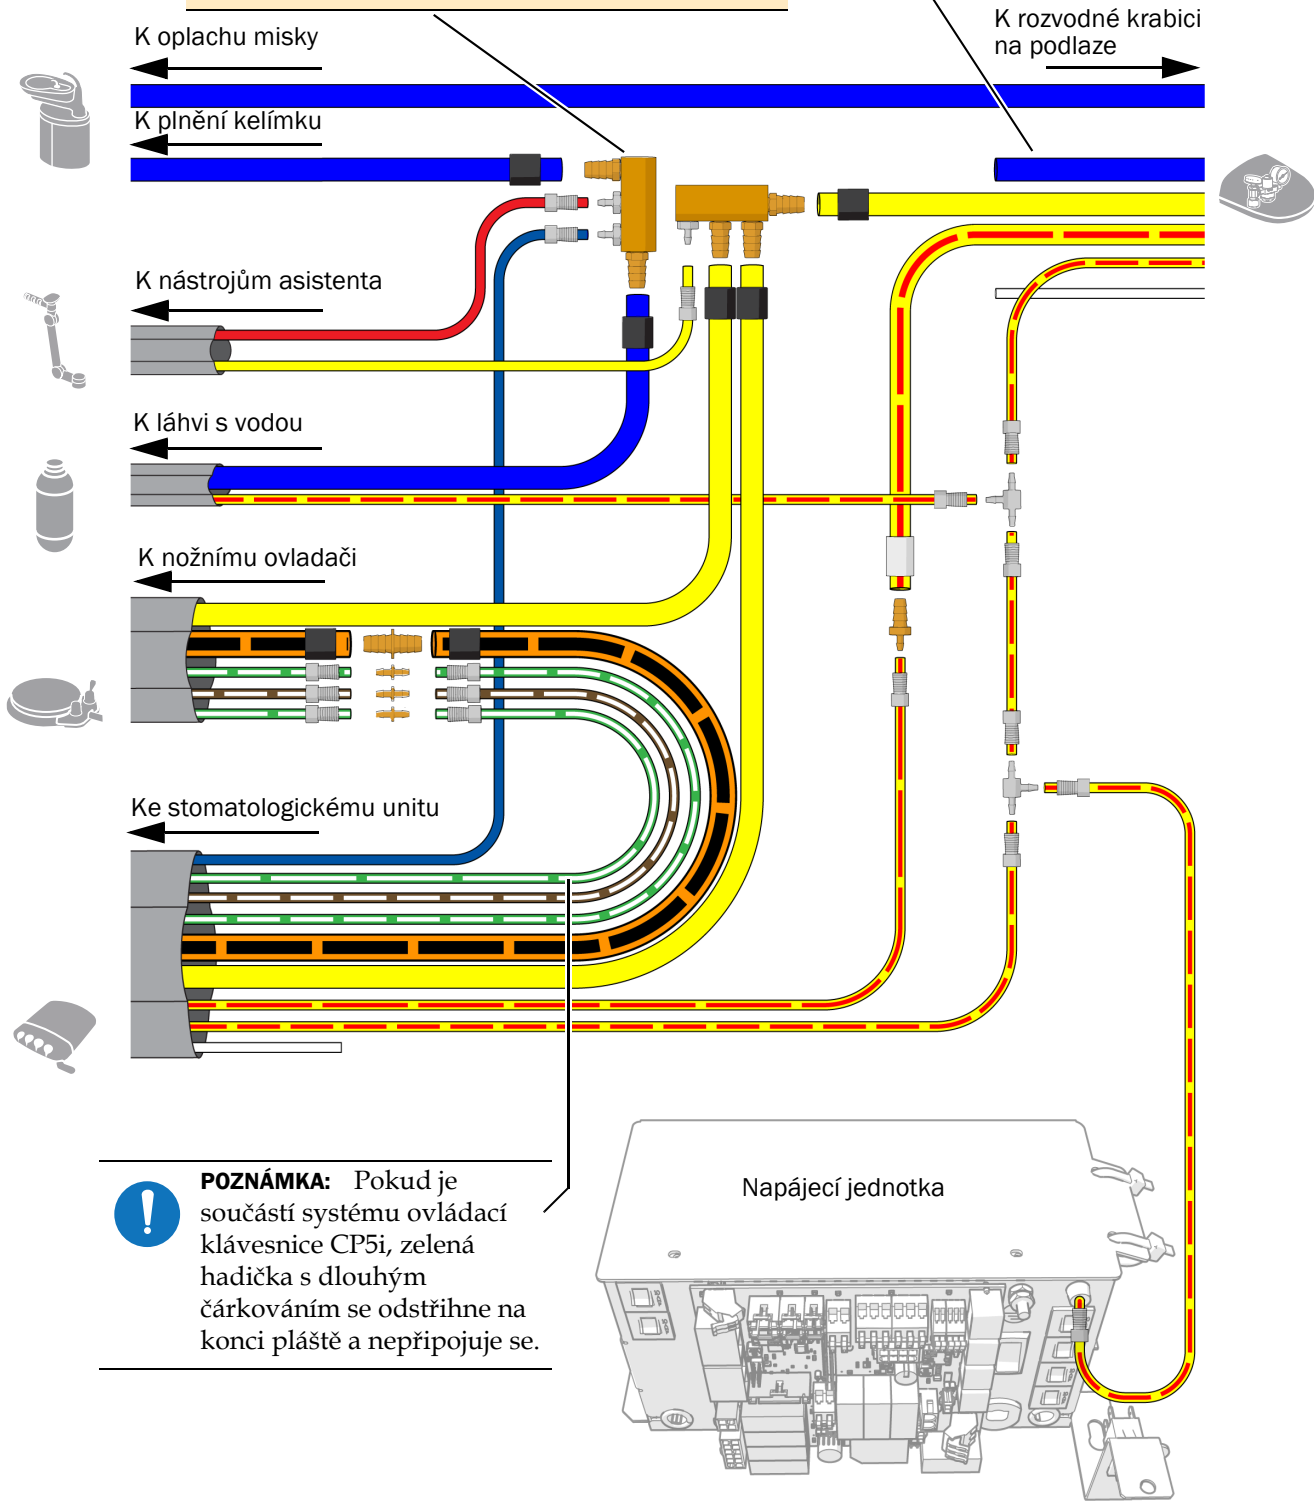 K oplachu misky
K rozvodné krabici
na podlaze
K plnění kelímku
K nástrojům asistenta
K láhvi s vodou
K nožnímu ovladači
Ke stomatologickému unitu
POZNÁMKA: Pokud je
součástí systému ovládací
klávesnice CP5i, zelená
hadička s dlouhým
čárkováním se odstřihne na
konci pláště a nepřipojuje se.
Napájecí jednotka